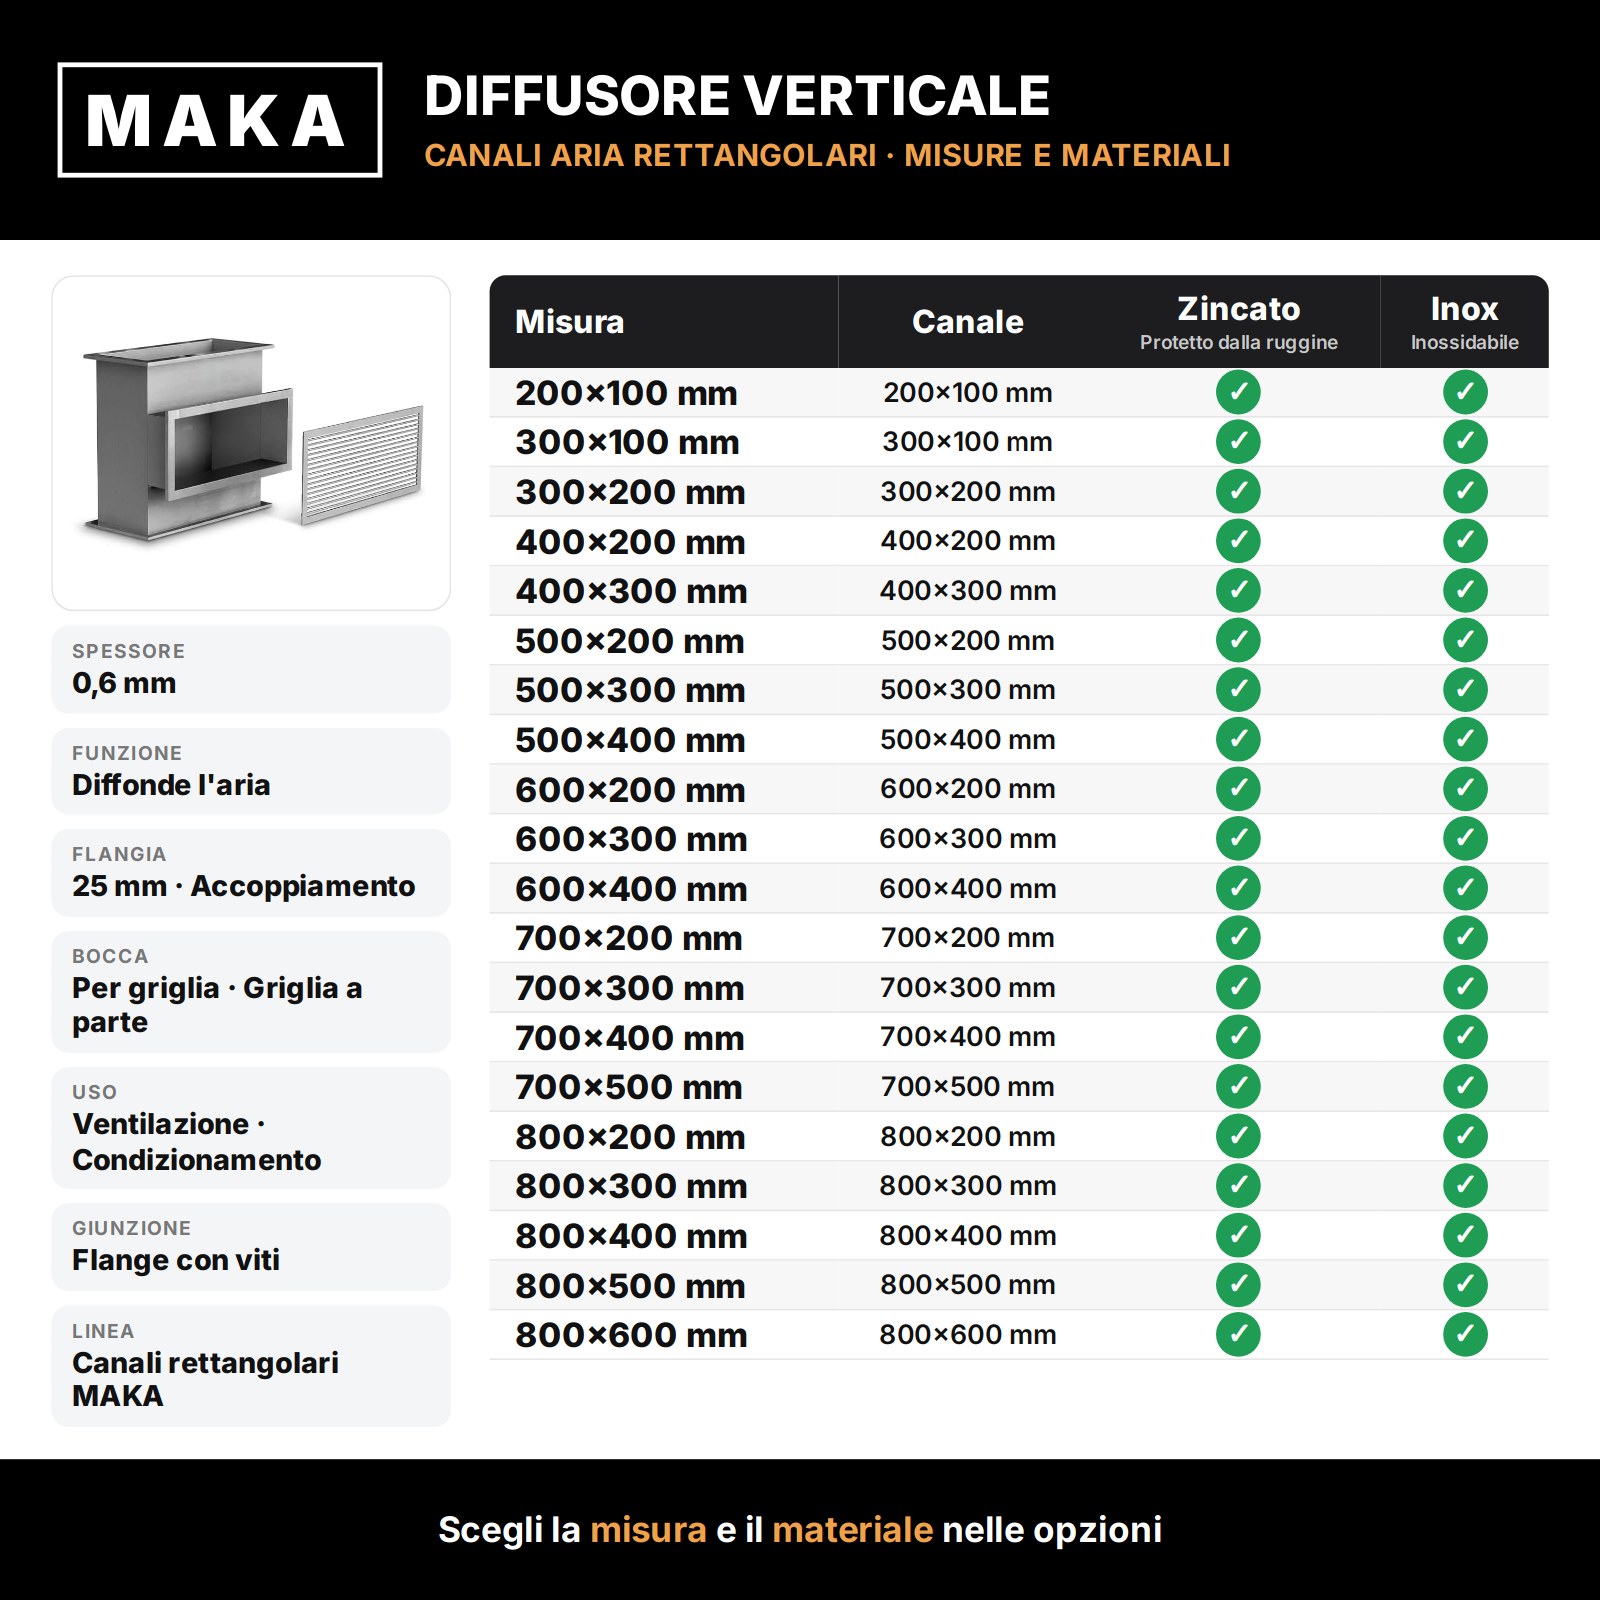 MAKA
DIFFUSORE VERTICALE
CANALI ARIA RETTANGOLARI · MISURE E MATERIALI
SPESSORE
0,6 mm
FUNZIONE
Diffonde l'aria
FLANGIA
25 mm · Accoppiamento
BOCCA
Per griglia · Griglia a
parte
USO
Ventilazione ·
Condizionamento
GIUNZIONE
Flange con viti
LINEA
Canali rettangolari
MAKA
Misura Canale Zincato Inox
Protetto dalla ruggine Inossidabile
200×100 mm 200×100 mm ✓ ✓
300×100 mm 300×100 mm ✓ ✓
300×200 mm 300×200 mm ✓ ✓
400×200 mm 400×200 mm ✓ ✓
400×300 mm 400×300 mm ✓ ✓
500×200 mm 500×200 mm ✓ ✓
500×300 mm 500×300 mm ✓ ✓
500×400 mm 500×400 mm ✓ ✓
600×200 mm 600×200 mm ✓ ✓
600×300 mm 600×300 mm ✓ ✓
600×400 mm 600×400 mm ✓ ✓
700×200 mm 700×200 mm ✓ ✓
700×300 mm 700×300 mm ✓ ✓
700×400 mm 700×400 mm ✓ ✓
700×500 mm 700×500 mm ✓ ✓
800×200 mm 800×200 mm ✓ ✓
800×300 mm 800×300 mm ✓ ✓
800×400 mm 800×400 mm ✓ ✓
800×500 mm 800×500 mm ✓ ✓
800×600 mm 800×600 mm ✓ ✓
Scegli la misura e il materiale nelle opzioni